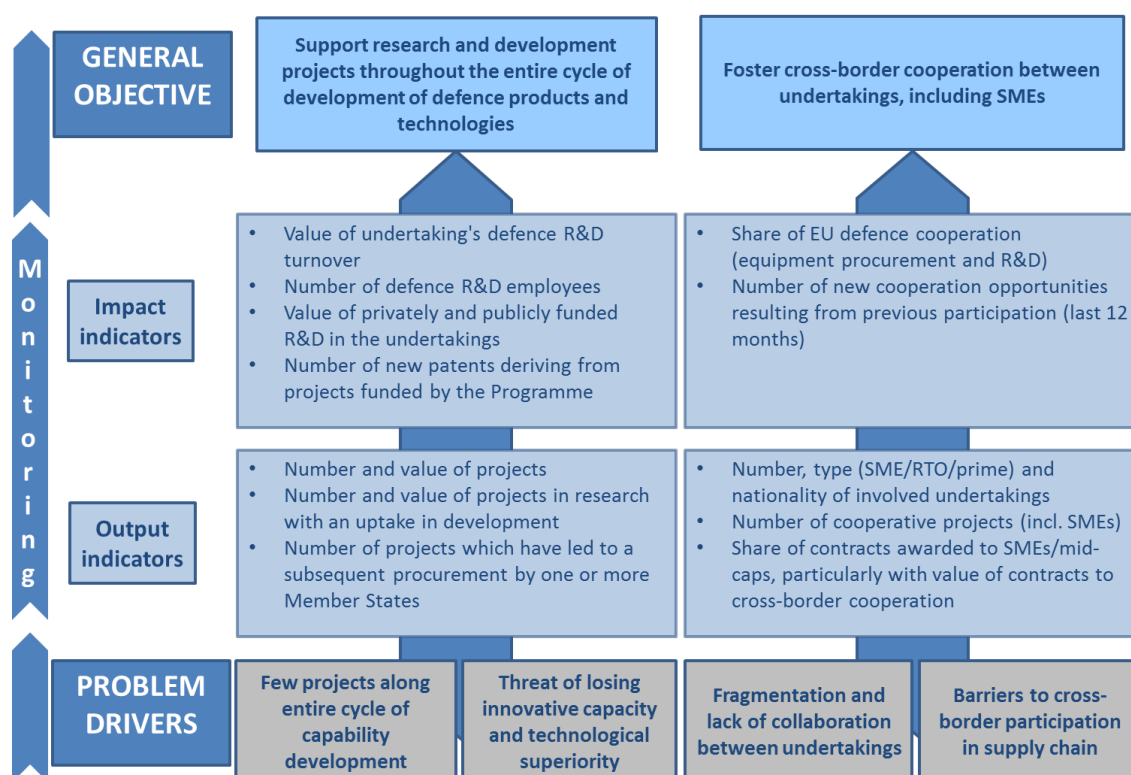 GENERAL
OBJECTIVE
Support research and development
projects throughout the entire cycle of
development of defence products and
technologies
Foster cross-border cooperation between
undertakings, including SMEs
Monitoring
Impact
indicators
• Value of undertaking's defence R&D
turnover
• Number of defence R&D employees
• Value of privately and publicly funded
R&D in the undertakings
• Number of new patents deriving from
projects funded by the Programme
• Share of EU defence cooperation
(equipment procurement and R&D)
• Number of new cooperation opportunities
resulting from previous participation (last 12
months)
Output
indicators
• Number and value of projects
• Number and value of projects in research
with an uptake in development
• Number of projects which have led to a
subsequent procurement by one or more
Member States
• Number, type (SME/RTO/prime) and
nationality of involved undertakings
• Number of cooperative projects (incl. SMEs)
• Share of contracts awarded to SMEs/mid-
caps, particularly with value of contracts to
cross-border cooperation
PROBLEM
DRIVERS
Few projects along
entire cycle of
capability
development
Threat of losing
innovative capacity
and technological
superiority
Fragmentation and
lack of collaboration
between undertakings
Barriers to cross-
border participation
in supply chain